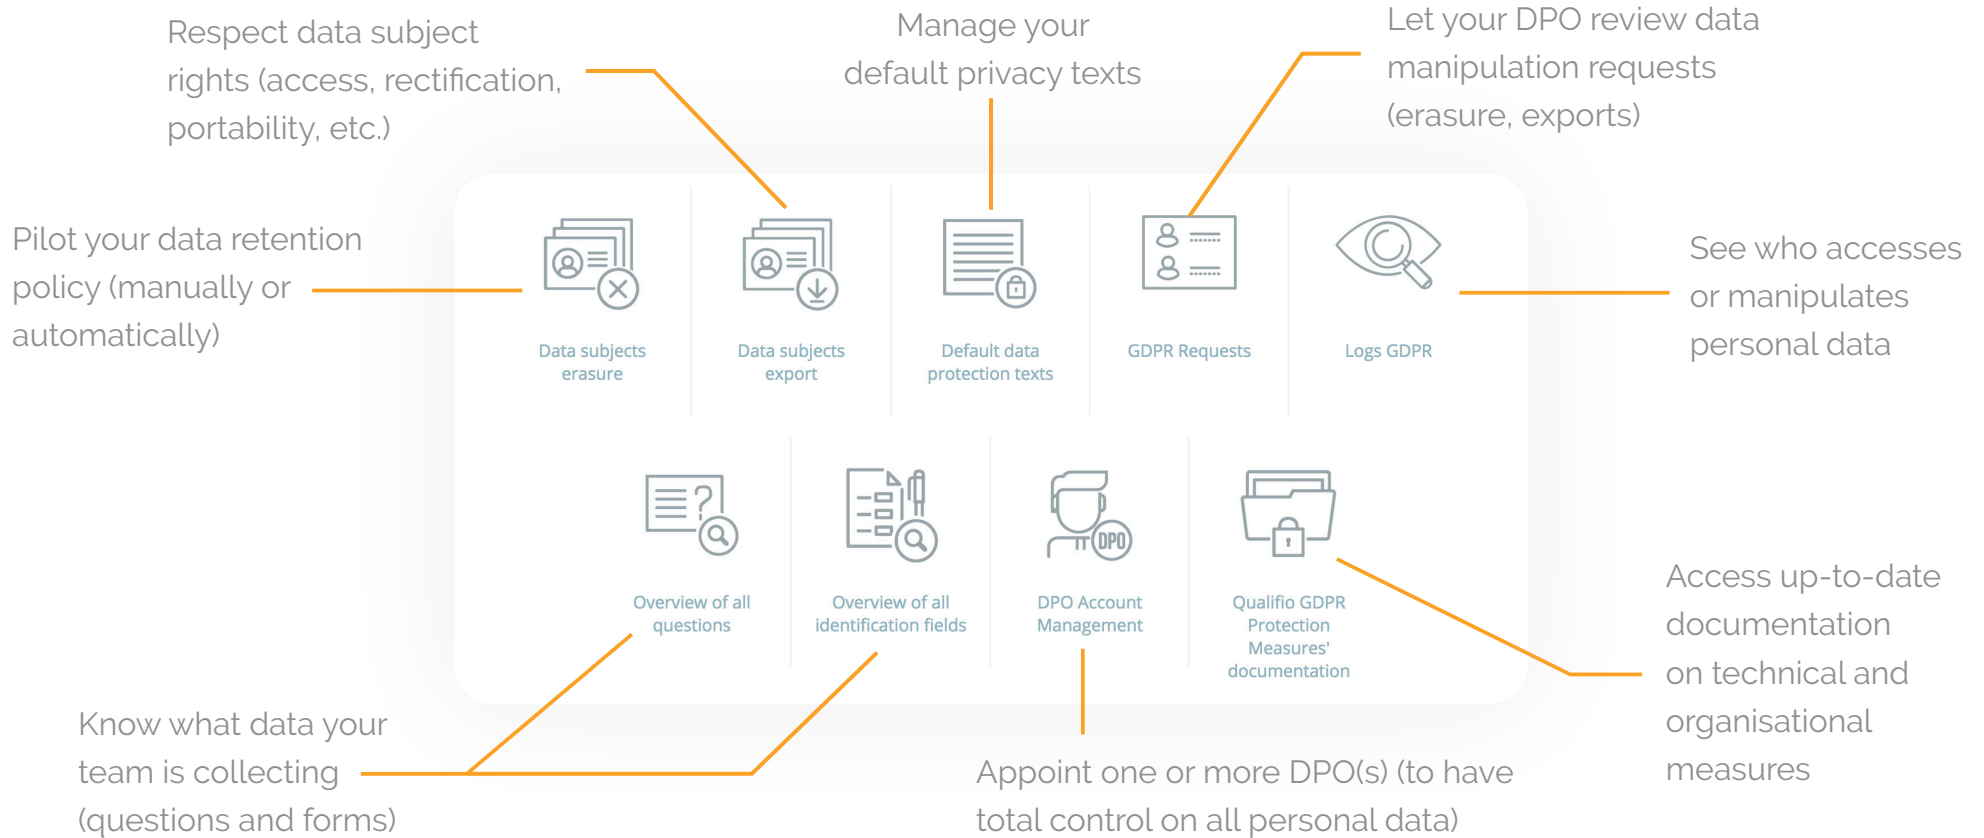 Respect data subject
rights (access, rectification,
portability, etc.)
Manage your
default privacy texts
Let your DPO review data
manipulation requests
(erasure, exports)
Pilot your data retention
policy (manually or
automatically)
See who accesses
or manipulates
personal data
Data subjects
erasure
Data subjects
export
Default data
protection texts
GDPR Requests
Logs GDPR
DPO
Overview of all
questions
Overview of all
identification fields
DPO Account
Management
Qualifio GDPR
Protection
Measures'
documentation
Access up-to-date
documentation
on technical and
organisational
measures
Know what data your
team is collecting
(questions and forms)
Appoint one or more DPO(s) (to have
total control on all personal data)